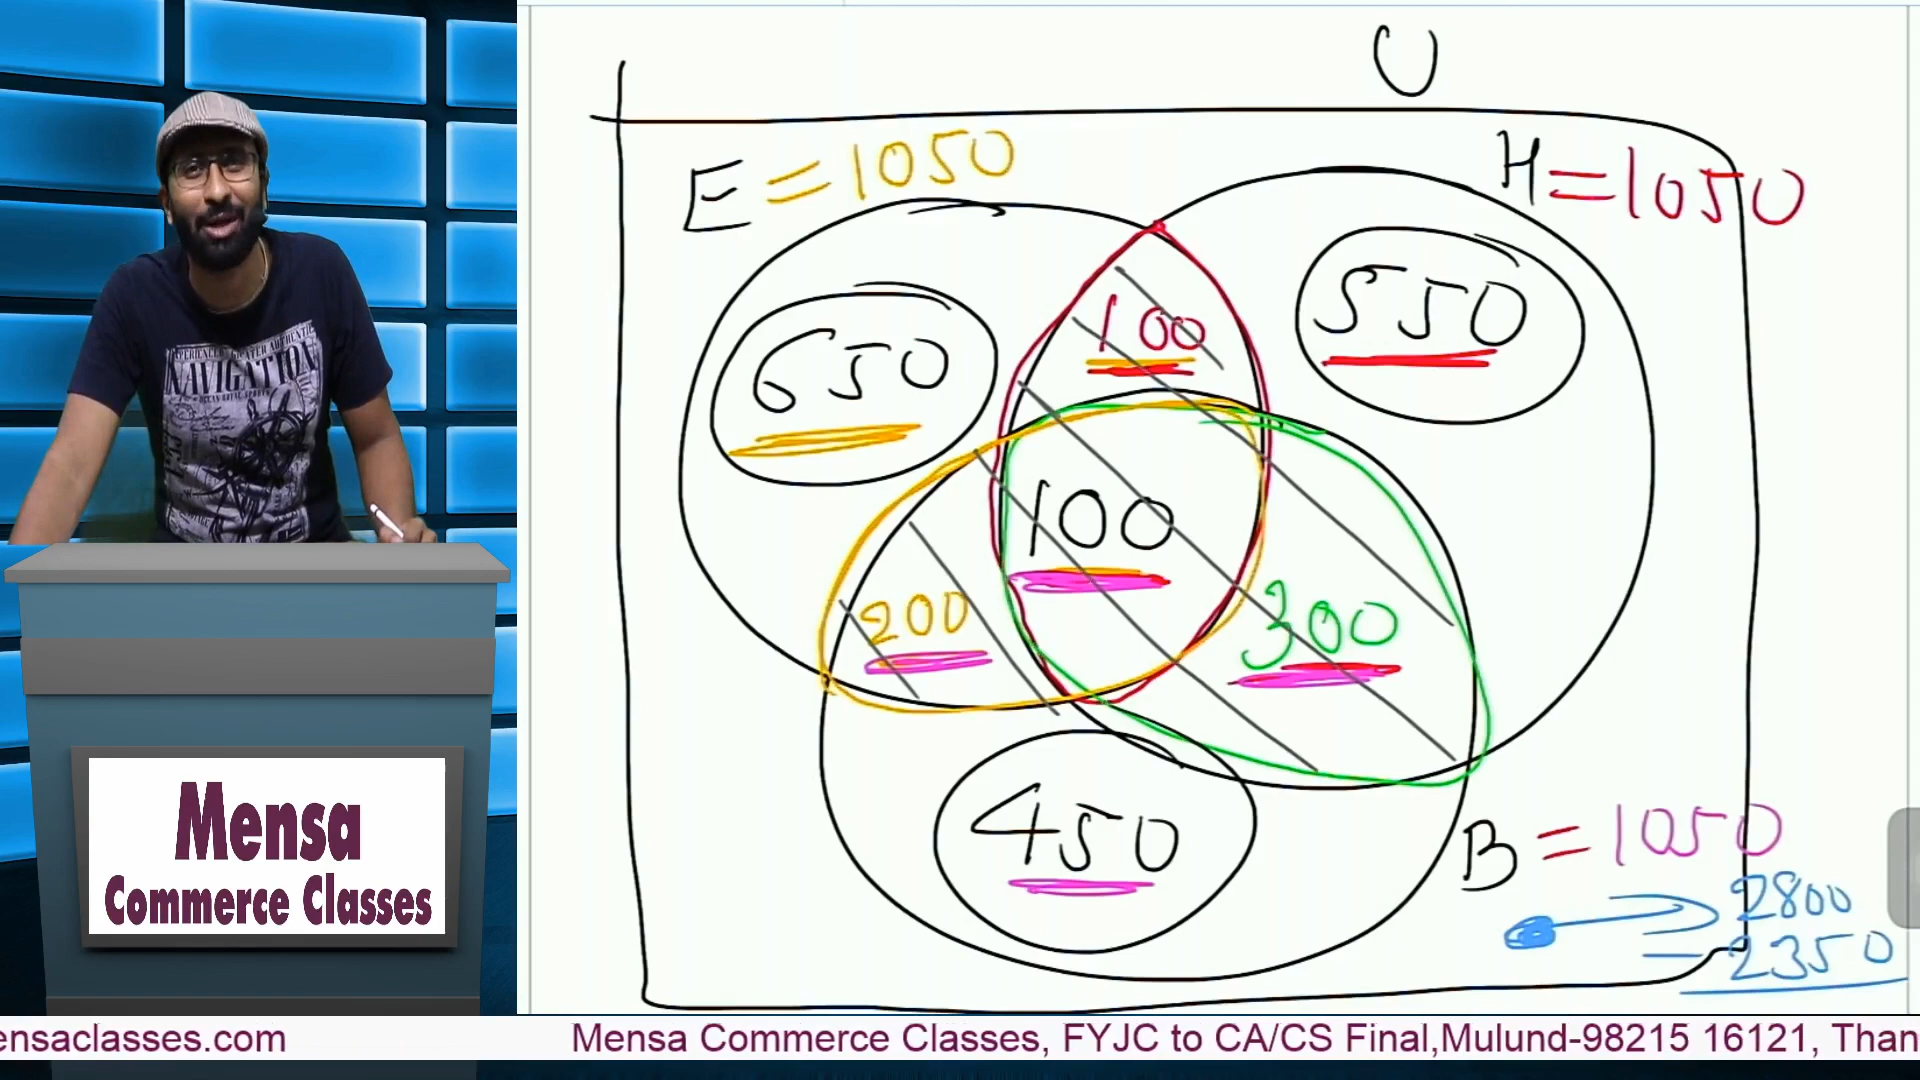 U
E = 1050
H = 1050
650
100
550
100
200
300
450
B = 1050
2800
- 2350
NAVIGATION
Mensa
Commerce Classes
ensaclasses.com Mensa Commerce Classes, FYJC to CA/CS Final,Mulund-98215 16121, Than